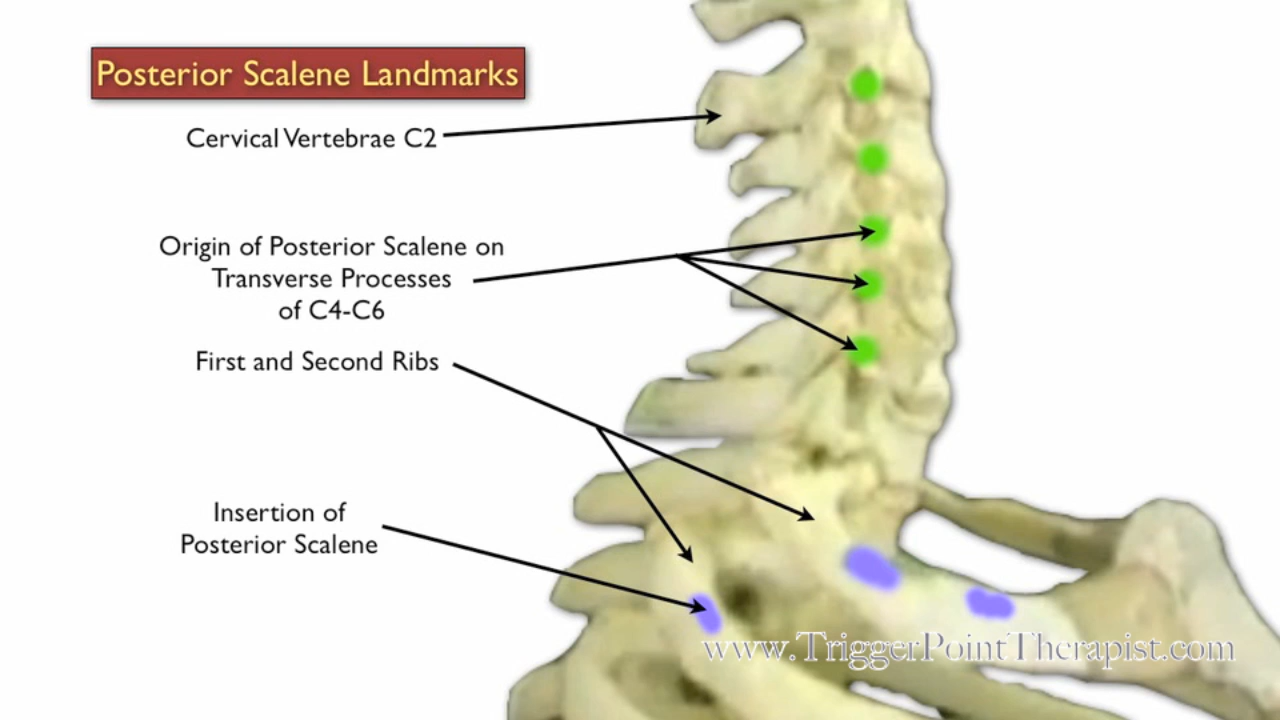 Posterior Scalene Landmarks
Cervical Vertebrae C2
Origin of Posterior Scalene on
Transverse Processes
of C4-C6
First and Second Ribs
Insertion of
Posterior Scalene
www.TriggerPointTherapist.com